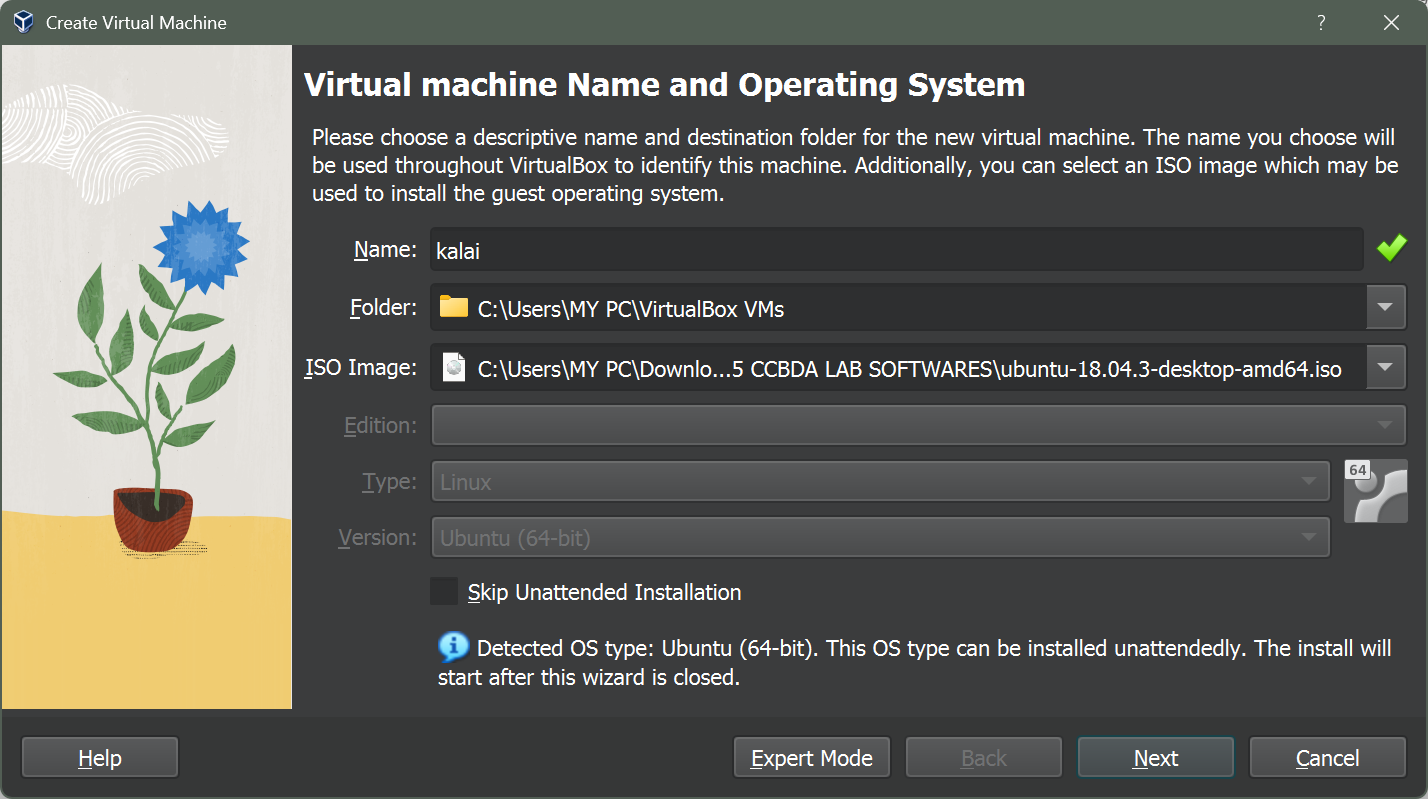 Create Virtual Machine
?
Virtual machine Name and Operating System
Please choose a descriptive name and destination folder for the new virtual machine. The name you choose will
be used throughout VirtualBox to identify this machine. Additionally, you can select an ISO image which may be
used to install the guest operating system.
Name: kalai
Folder: C:\Users\MY PC\VirtualBox VMs
ISO Image: C:\Users\MY PC\Downlo...5 CCBDA LAB SOFTWARES\ubuntu-18.04.3-desktop-amd64.iso
Edition:
Type: Linux
64
Version: Ubuntu (64-bit)
Skip Unattended Installation
Detected OS type: Ubuntu (64-bit). This OS type can be installed unattendedly. The install will
start after this wizard is closed.
Help Expert Mode Back Next Cancel